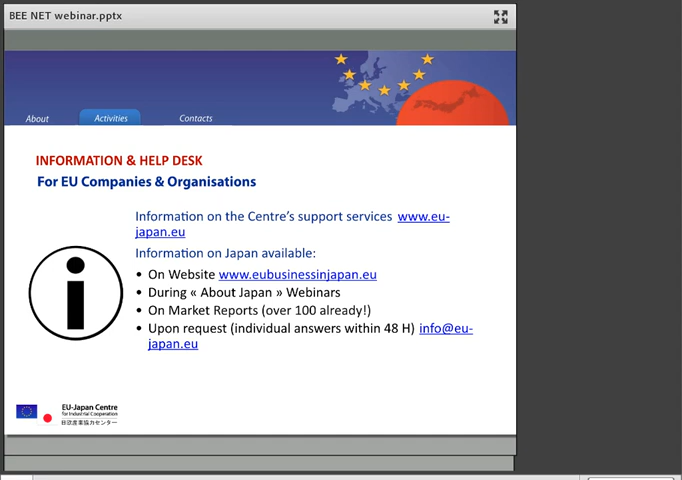 BEE NET webinar.pptx
About
Activities
Contacts
INFORMATION & HELP DESK
For EU Companies & Organisations
Information on the Centre's support services www.eu-
japan.eu
Information on Japan available:
• On Website www.eubusinessinjapan.eu
• During « About Japan » Webinars
• On Market Reports (over 100 already!)
• Upon request (individual answers within 48 H) info@eu-
japan.eu
EU-Japan Centre
for Industrial Cooperation
日欧産業協力センター